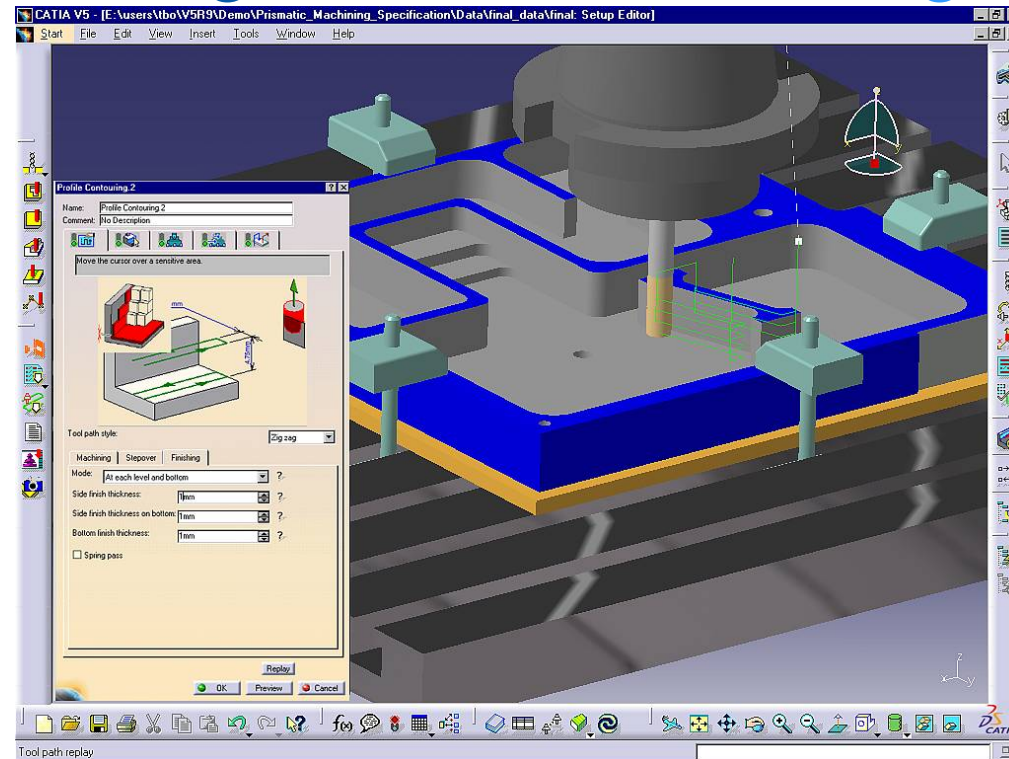 CATIA V5 - [E:\users\tbo\V5R9\Demo\Prismatic_Machining_Specification\Data\final_data\final: Setup Editor]
Start File Edit View Insert Tools Window Help
Profile Contouring.2
Name: Profile Contouring.2
Comment: No Description
Move the cursor over a sensitive area.
mm
4.75mm
Tool path style: Zig zag
Machining Stepover Finishing
Mode: At each level and bottom ?
Side finish thickness: 1mm ?
Side finish thickness on bottom: 1mm ?
Bottom finish thickness: 1mm ?
Spring pass
Replay
OK Preview Cancel
z
x y
f(x)
CATIA
Tool path replay